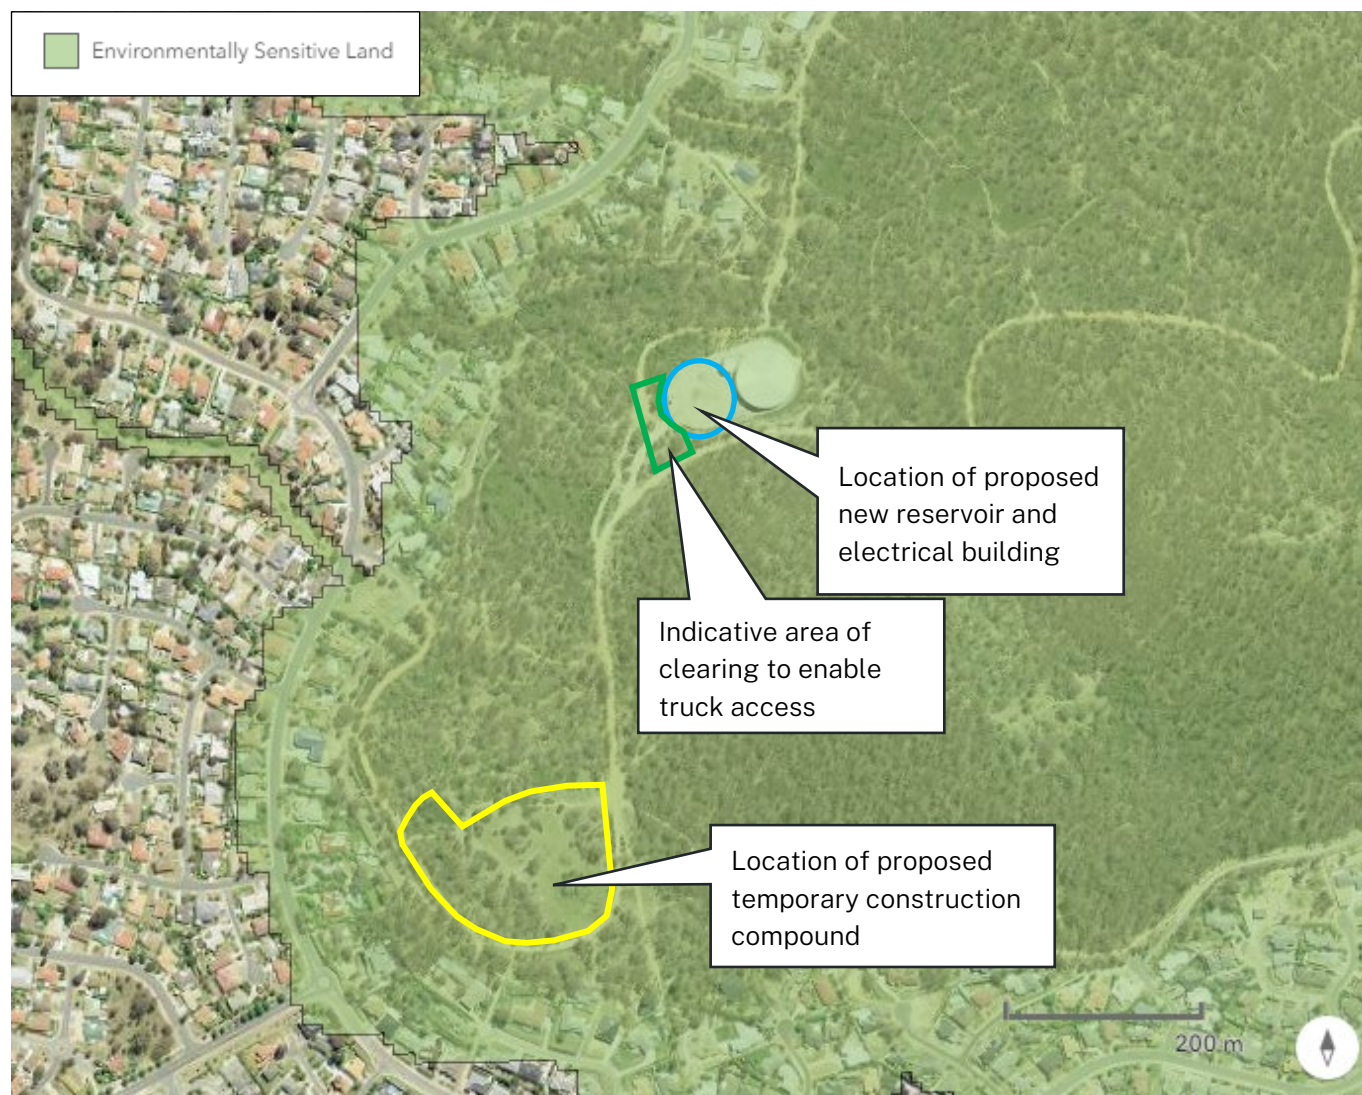 Environmentally Sensitive Land
Location of proposed
new reservoir and
electrical building
Indicative area of
clearing to enable
truck access
Location of proposed
temporary construction
compound
200 m